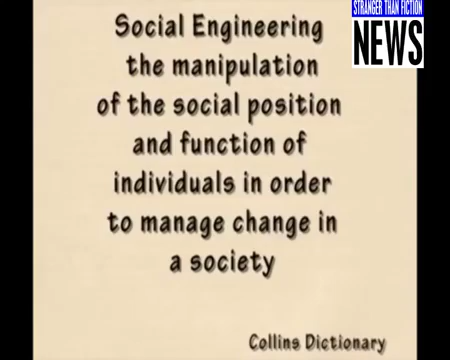 STRANGER THAN FICTION
NEWS
Social Engineering
the manipulation
of the social position
and function of
individuals in order
to manage change in
a society
Collins Dictionary